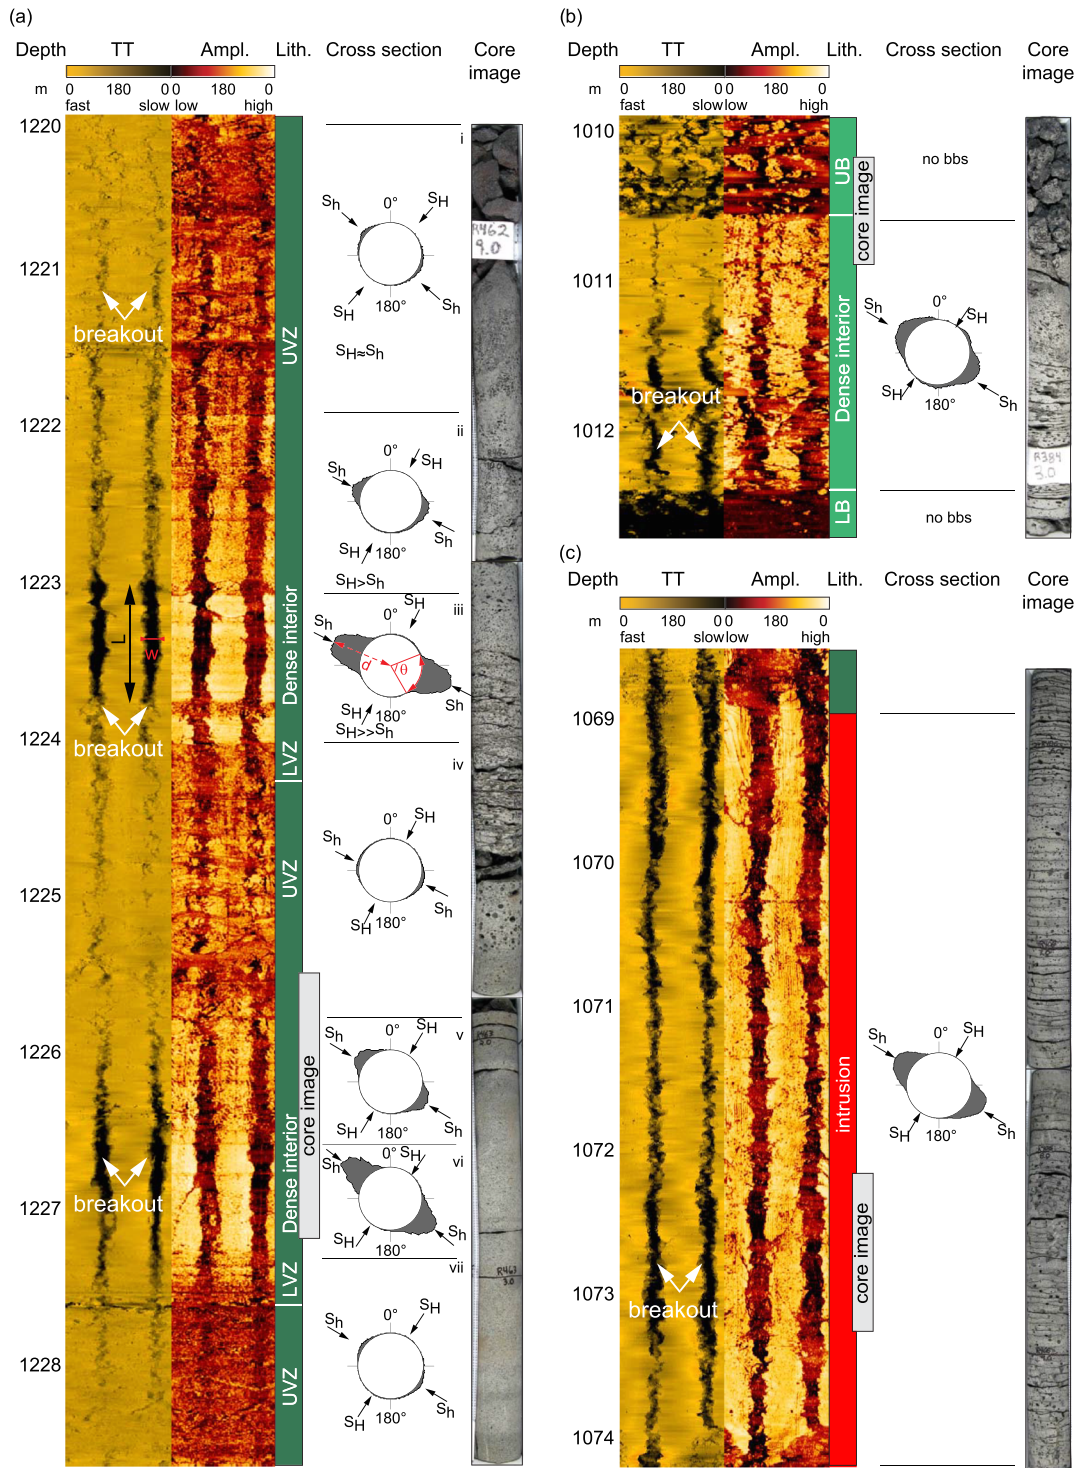 (a)
Depth TT Ampl. Lith. Cross section Core image
m 0 180 0 0 180 0
fast slow low high
1220
1221
1222
1223
1224
1225
1226
1227
1228
breakout
L
w
breakout
breakout
UVZ
Dense interior
LVZ
UVZ
Dense interior
LVZ
UVZ
core image
i
0°
Sh
SH
SH
Sh
180°
SH≈Sh
ii
0°
Sh
SH
SH
Sh
180°
SH>Sh
iii
0°
Sh
SH
d
θ
SH
Sh
180°
SH>>Sh
iv
0°
Sh
SH
SH
Sh
180°
v
0°
Sh
SH
SH
Sh
180°
vi
0°
Sh
SH
SH
Sh
180°
vii
0°
Sh
SH
SH
Sh
180°
R462
9.0
R463
3.0
(b)
Depth TT Ampl. Lith. Cross section Core image
m 0 180 0 0 180 0
fast slow low high
1010
1011
1012
breakout
UB
Dense interior
LB
core image
no bbs
0°
Sh
SH
SH
Sh
180°
no bbs
R384
3.0
(c)
Depth TT Ampl. Lith. Cross section Core image
m 0 180 0 0 180 0
fast slow low high
1069
1070
1071
1072
1073
1074
breakout
intrusion
core image
0°
Sh
SH
SH
Sh
180°